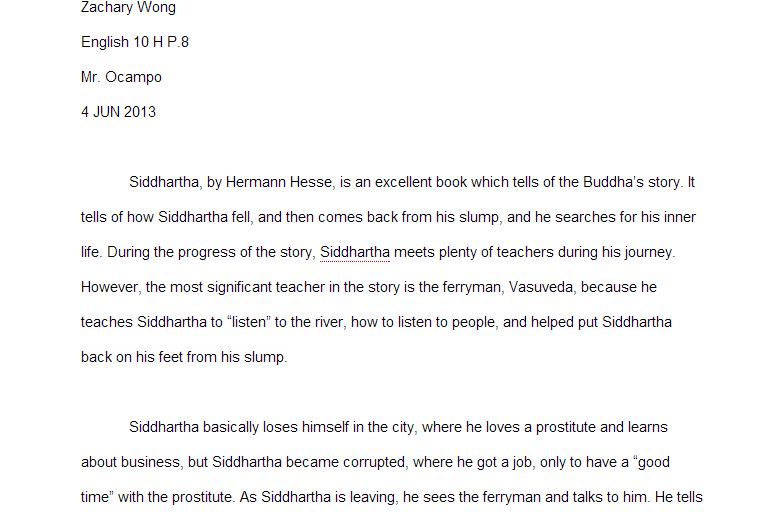 Zachary Wong
English 10 H P.8
Mr. Ocampo
4 JUN 2013
Siddhartha, by Hermann Hesse, is an excellent book which tells of the Buddha’s story. It
tells of how Siddhartha fell, and then comes back from his slump, and he searches for his inner
life. During the progress of the story, Siddhartha meets plenty of teachers during his journey.
However, the most significant teacher in the story is the ferryman, Vasuveda, because he
teaches Siddhartha to “listen” to the river, how to listen to people, and helped put Siddhartha
back on his feet from his slump.
Siddhartha basically loses himself in the city, where he loves a prostitute and learns
about business, but Siddhartha became corrupted, where he got a job, only to have a “good
time” with the prostitute. As Siddhartha is leaving, he sees the ferryman and talks to him. He tells